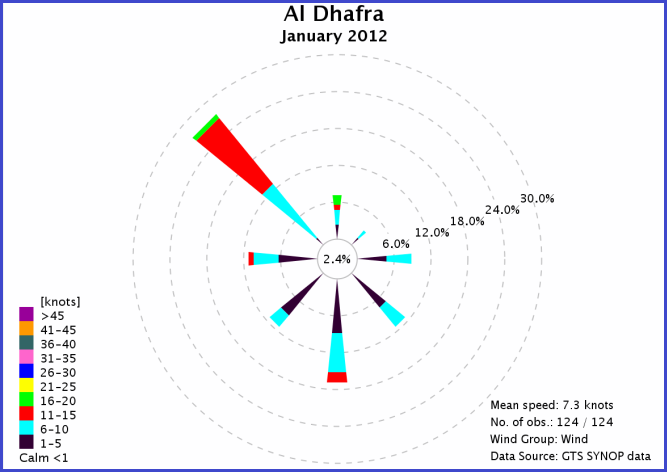 Al Dhafra
January 2012
30.0%
24.0%
18.0%
12.0%
6.0%
2.4%
[knots]
>45
41-45
36-40
31-35
26-30
21-25
16-20
11-15
6-10
1-5
Calm <1
Mean speed: 7.3 knots
No. of obs.: 124 / 124
Wind Group: Wind
Data Source: GTS SYNOP data